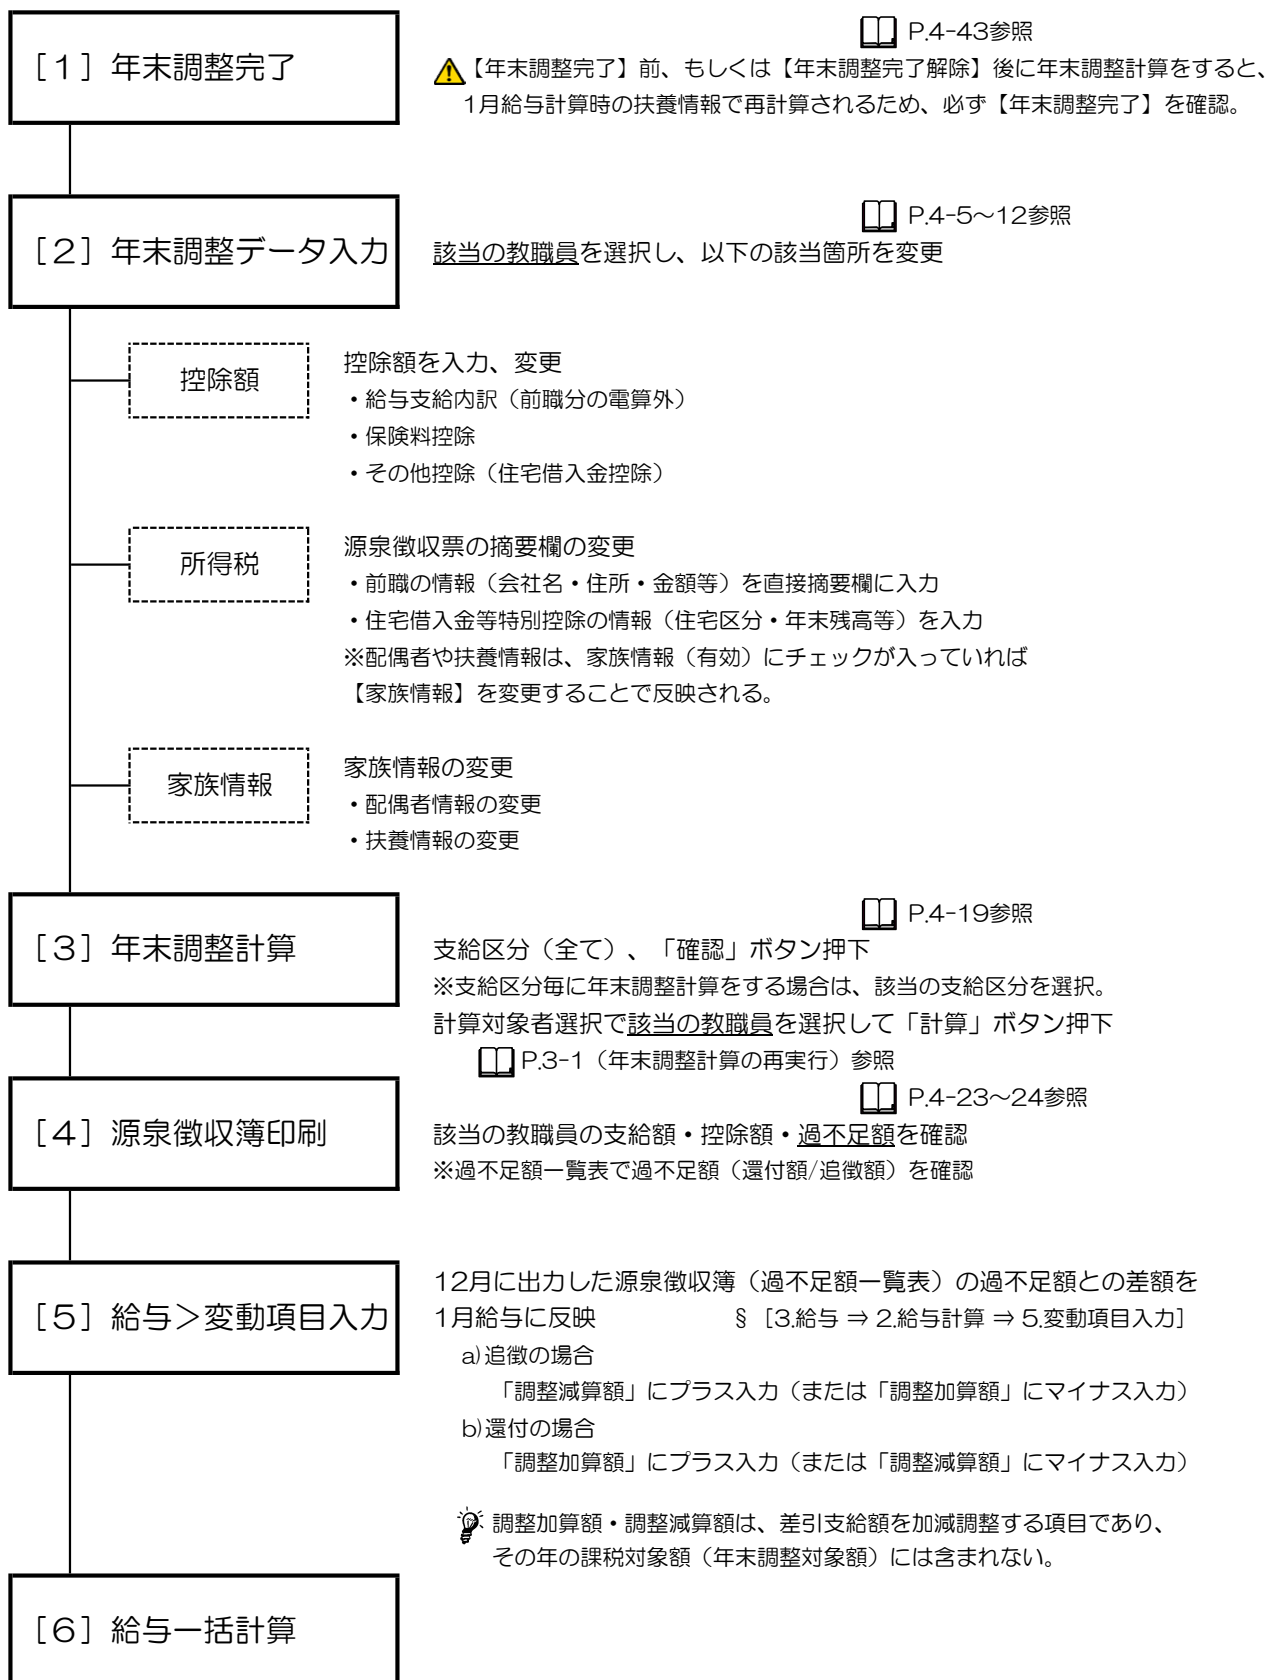 ［１］年末調整完了
P.4-43参照
【年末調整完了】前、もしくは【年末調整完了解除】後に年末調整計算をすると、
1月給与計算時の扶養情報で再計算されるため、必ず【年末調整完了】を確認。
［２］年末調整データ入力
P.4-5～12参照
該当の教職員を選択し、以下の該当箇所を変更
控除額
控除額を入力、変更
・給与支給内訳（前職分の電算外）
・保険料控除
・その他控除（住宅借入金控除）
所得税
源泉徴収票の摘要欄の変更
・前職の情報（会社名・住所・金額等）を直接摘要欄に入力
・住宅借入金等特別控除の情報（住宅区分・年末残高等）を入力
※配偶者や扶養情報は、家族情報（有効）にチェックが入っていれば
【家族情報】を変更することで反映される。
家族情報
家族情報の変更
・配偶者情報の変更
・扶養情報の変更
［３］年末調整計算
P.4-19参照
支給区分（全て）、「確認」ボタン押下
※支給区分毎に年末調整計算をする場合は、該当の支給区分を選択。
計算対象者選択で該当の教職員を選択して「計算」ボタン押下
P.3-1（年末調整計算の再実行）参照
［４］源泉徴収簿印刷
P.4-23～24参照
該当の教職員の支給額・控除額・過不足額を確認
※過不足額一覧表で過不足額（還付額/追徴額）を確認
［５］給与＞変動項目入力
12月に出力した源泉徴収簿（過不足額一覧表）の過不足額との差額を
1月給与に反映　§［3.給与 ⇒ 2.給与計算 ⇒ 5.変動項目入力］
a)追徴の場合
「調整減算額」にプラス入力（または「調整加算額」にマイナス入力）
b)還付の場合
「調整加算額」にプラス入力（または「調整減算額」にマイナス入力）
調整加算額・調整減算額は、差引支給額を加減調整する項目であり、
その年の課税対象額（年末調整対象額）には含まれない。
［６］給与一括計算